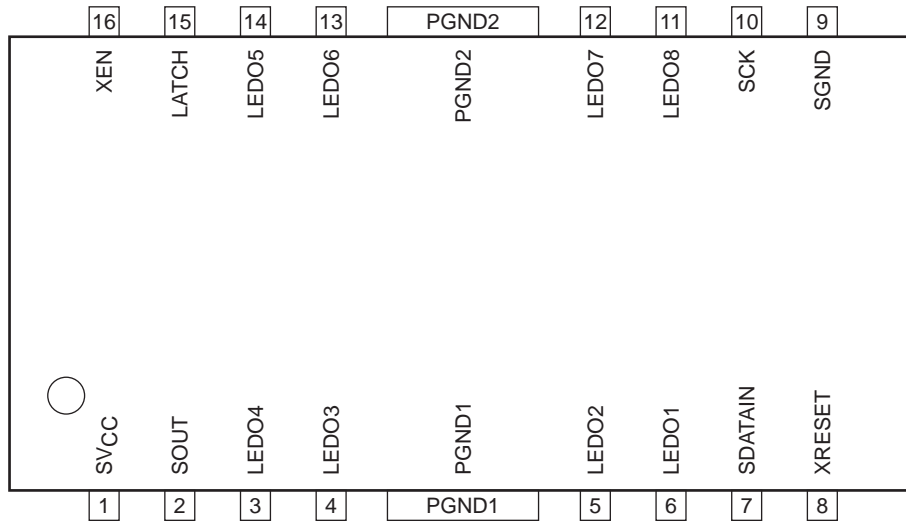 16 15 14 13 PGND2 12 11 10 9
XEN LATCH LEDO5 LEDO6 PGND2 LEDO7 LEDO8 SCK SGND
SVCC SOUT LEDO4 LEDO3 PGND1 LEDO2 LEDO1 SDATAIN XRESET
1 2 3 4 PGND1 5 6 7 8